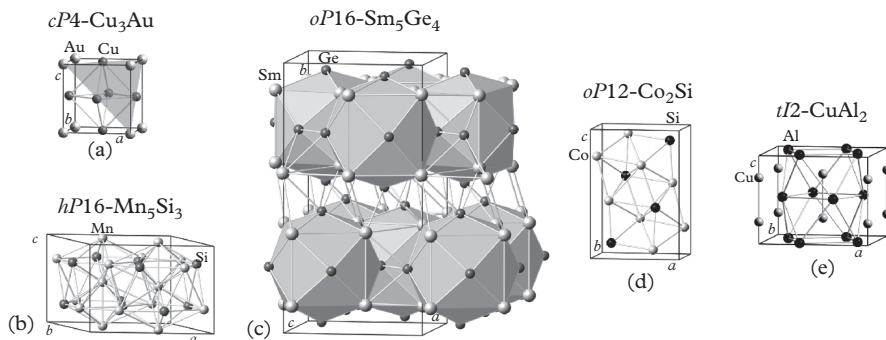 cP4-Cu₃Au
Au Cu
c
b
a
(a)
hP16-Mn₅Si₃
c
Mn
Si
b
a
(b)
oP16-Sm₅Ge₄
Ge
b
Sm
a
c
(c)
oP12-Co₂Si
Si
c
Co
b
a
(d)
tI2-CuAl₂
Al
c
Cu
b
a
(e)